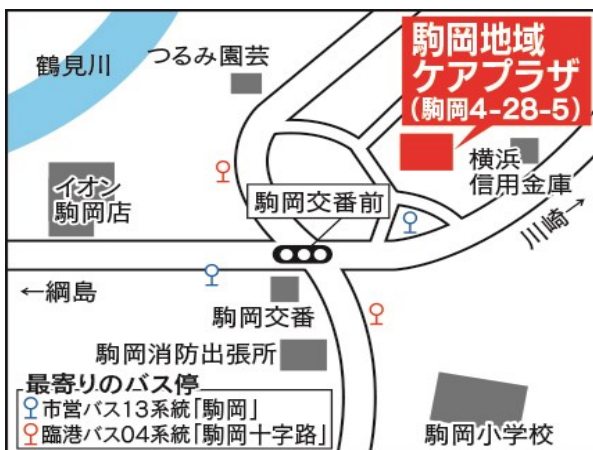 鶴見川
つるみ園芸
駒岡地域
ケアプラザ
(駒岡4-28-5)
横浜
信用金庫
イオン
駒岡店
駒岡交番前
川崎→
←綱島
駒岡交番
駒岡消防出張所
最寄りのバス停
市営バス13系統「駒岡」
臨港バス04系統「駒岡十字路」
駒岡小学校